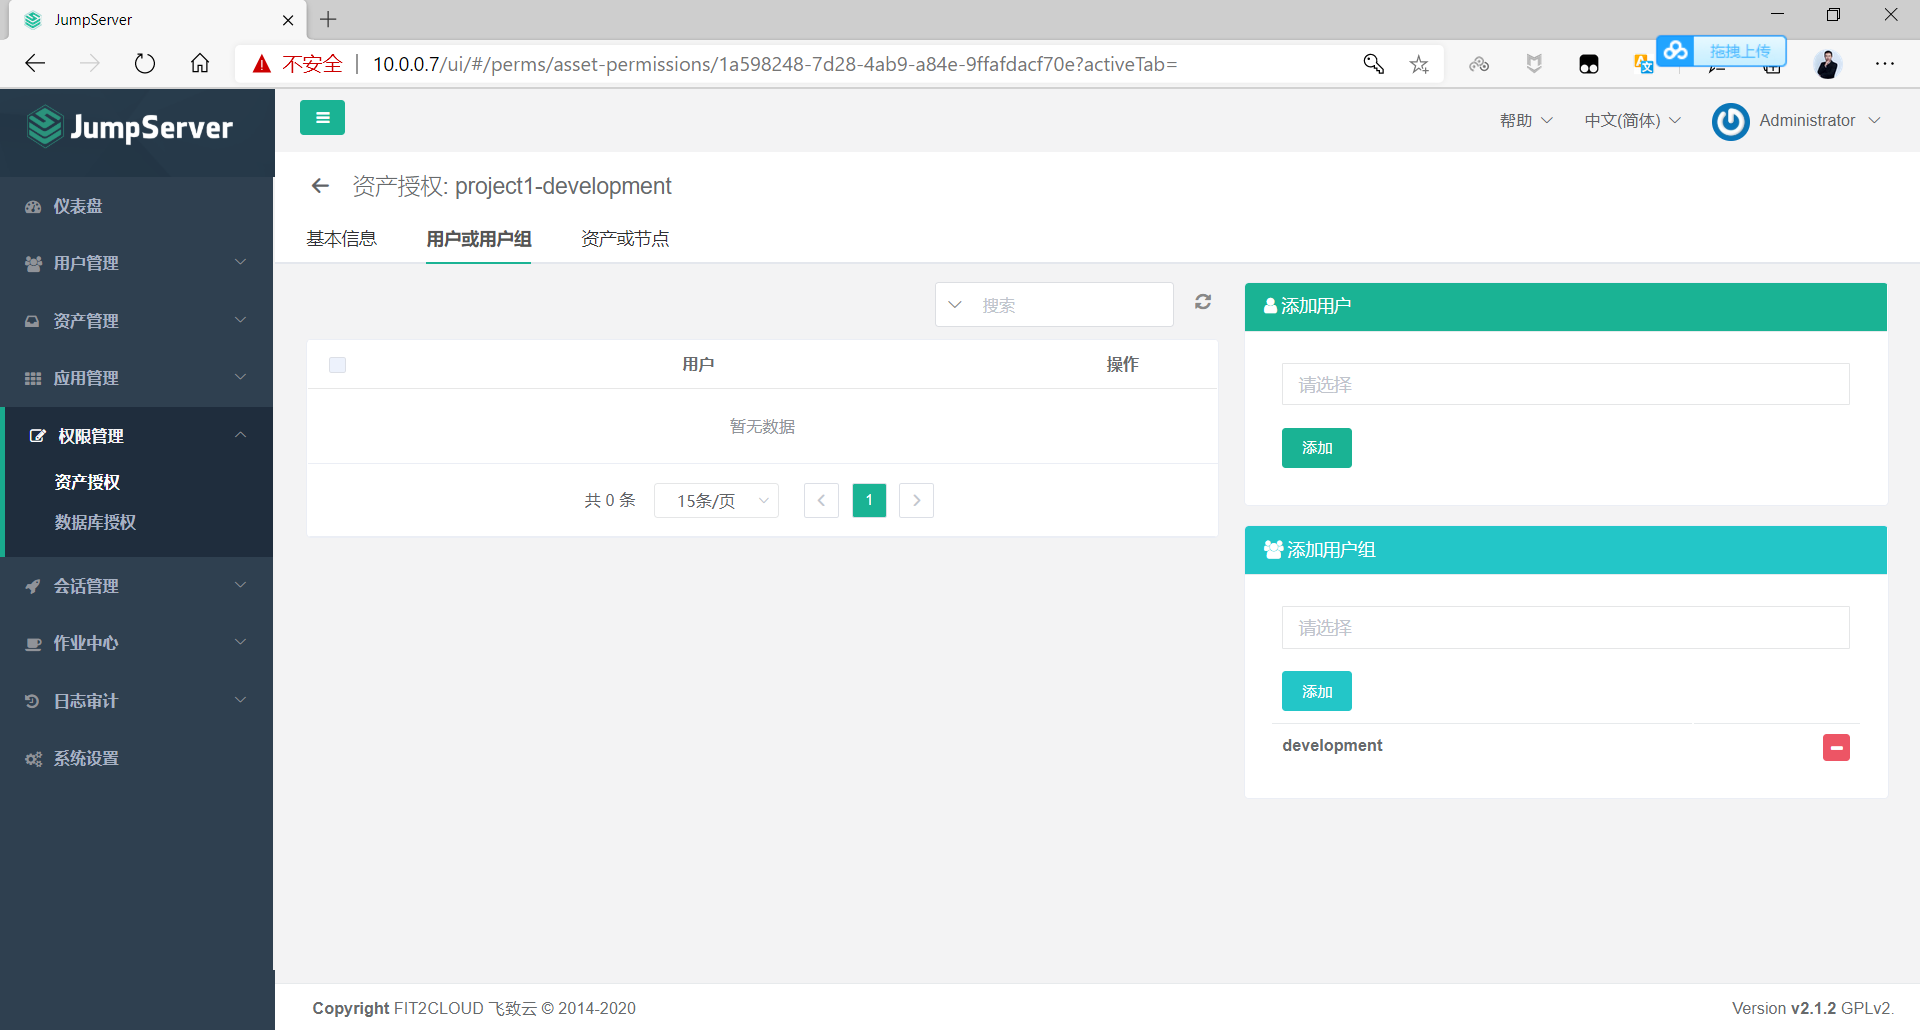 JumpServer
不安全 | 10.0.0.7/ui/#/perms/asset-permissions/1a598248-7d28-4ab9-a84e-9ffafdacf70e?activeTab=
拖拽上传
JumpServer
帮助
中文(简体)
Administrator
资产授权: project1-development
基本信息
用户或用户组
资产或节点
仪表盘
用户管理
资产管理
应用管理
权限管理
资产授权
数据库授权
会话管理
作业中心
日志审计
系统设置
搜索
用户
操作
暂无数据
共 0 条
15条/页
1
添加用户
请选择
添加
添加用户组
请选择
添加
development
Copyright FIT2CLOUD 飞致云 © 2014-2020
Version v2.1.2 GPLv2.